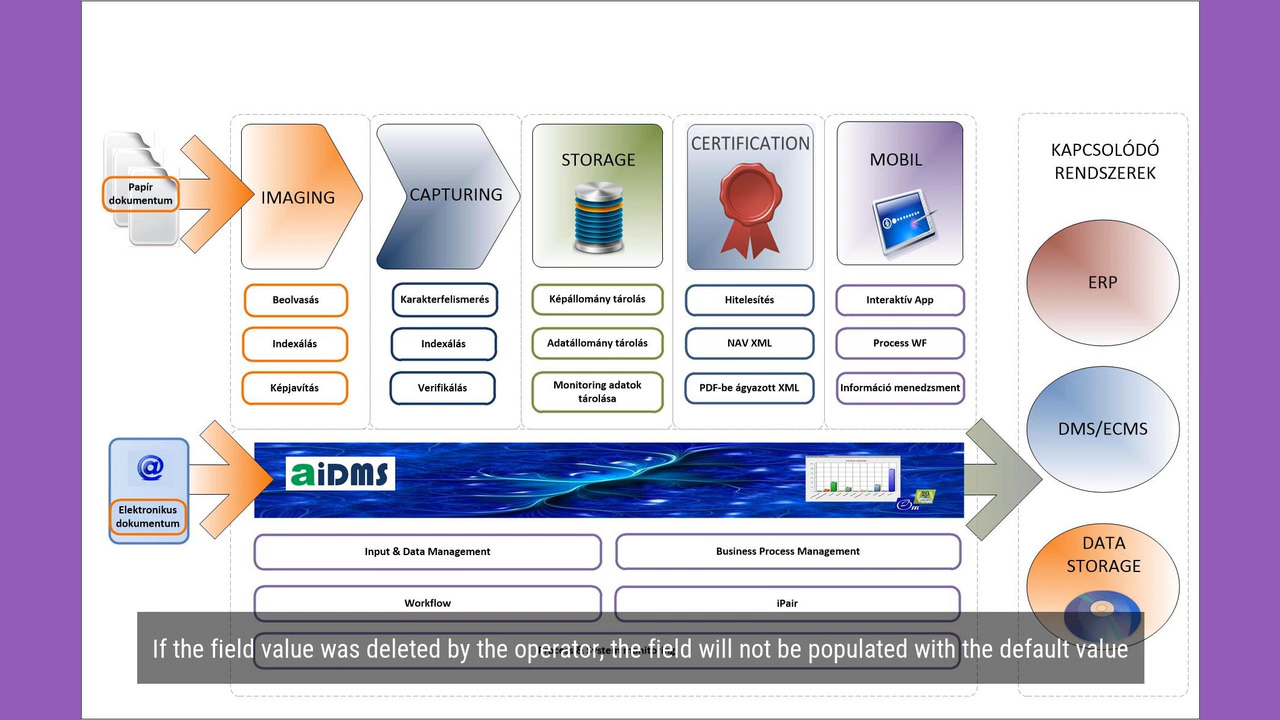 Papír
dokumentum
IMAGING
CAPTURING
STORAGE
CERTIFICATION
MOBIL
KAPCSOLÓDÓ
RENDSZEREK
Beolvasás
Karakterfelismerés
Képállomány tárolás
Hitelesítés
Interaktív App
ERP
Indexálás
Indexálás
Adatállomány tárolás
NAV XML
Process WF
Képjavítás
Verifikálás
Monitoring adatok
tárolása
PDF-be ágyazott XML
Információ menedzsment
DMS/ECMS
@
Elektronikus
dokumentum
aiDMS
Input & Data Management
Business Process Management
DATA
STORAGE
Workflow
iPair
If the field value was deleted by the operator, the field will not be populated with the default value